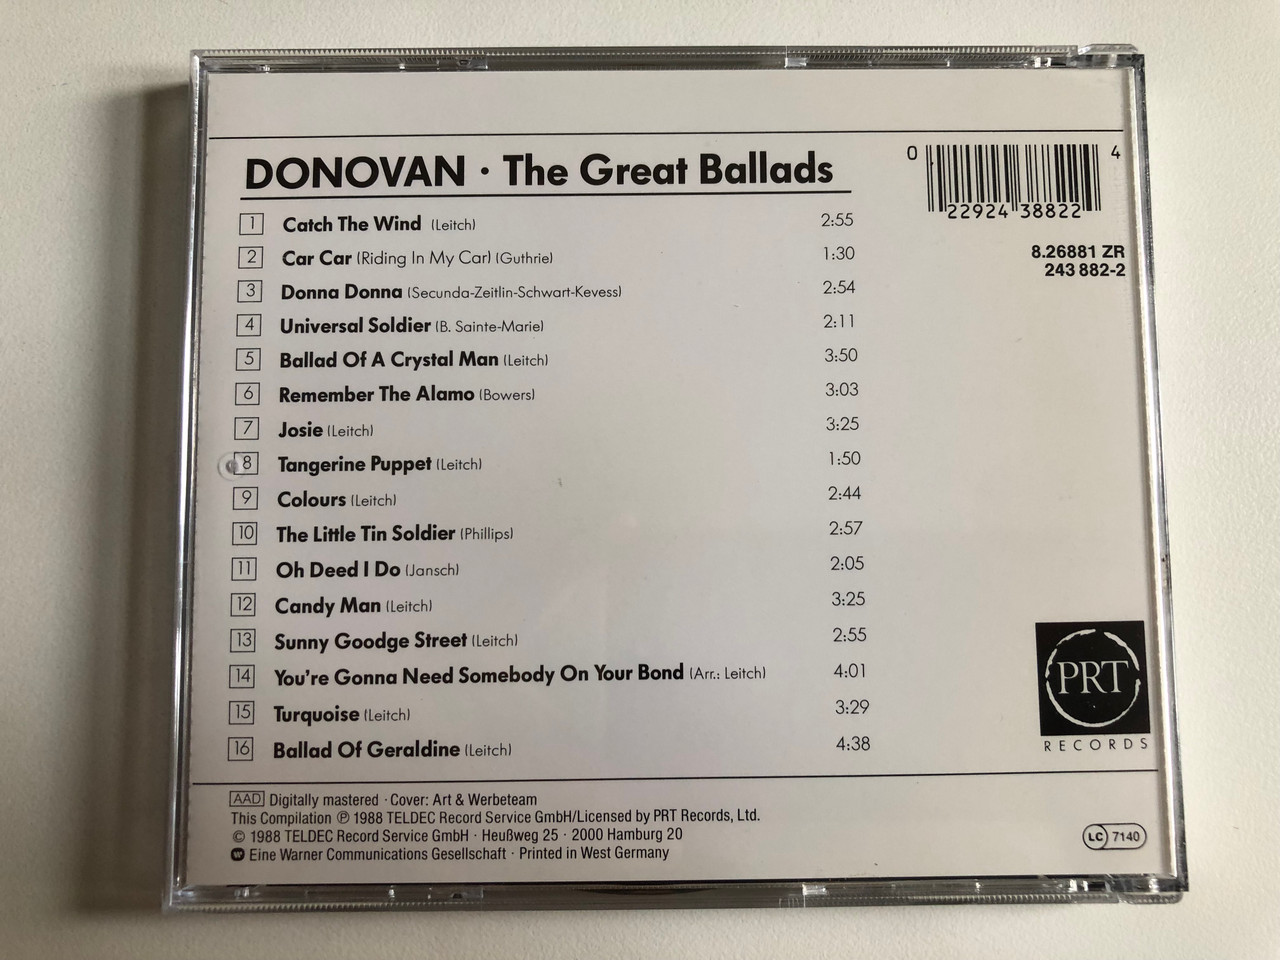 DONOVAN · The Great Ballads
1 Catch The Wind (Leitch) 2:55
2 Car Car (Riding In My Car) (Guthrie) 1:30
3 Donna Donna (Secunda-Zeitlin-Schwart-Kevess) 2:54
4 Universal Soldier (B. Sainte-Marie) 2:11
5 Ballad Of A Crystal Man (Leitch) 3:50
6 Remember The Alamo (Bowers) 3:03
7 Josie (Leitch) 3:25
8 Tangerine Puppet (Leitch) 1:50
9 Colours (Leitch) 2:44
10 The Little Tin Soldier (Phillips) 2:57
11 Oh Deed I Do (Jansch) 2:05
12 Candy Man (Leitch) 3:25
13 Sunny Goodge Street (Leitch) 2:55
14 You're Gonna Need Somebody On Your Bond (Arr.: Leitch) 4:01
15 Turquoise (Leitch) 3:29
16 Ballad Of Geraldine (Leitch) 4:38
0 22924 38822 4
8.26881 ZR
243 882-2
PRT
RECORDS
AAD Digitally mastered · Cover: Art & Werbeteam
This Compilation ℗ 1988 TELDEC Record Service GmbH/Licensed by PRT Records, Ltd.
© 1988 TELDEC Record Service GmbH · Heußweg 25 · 2000 Hamburg 20
Eine Warner Communications Gesellschaft · Printed in West Germany
LC 7140